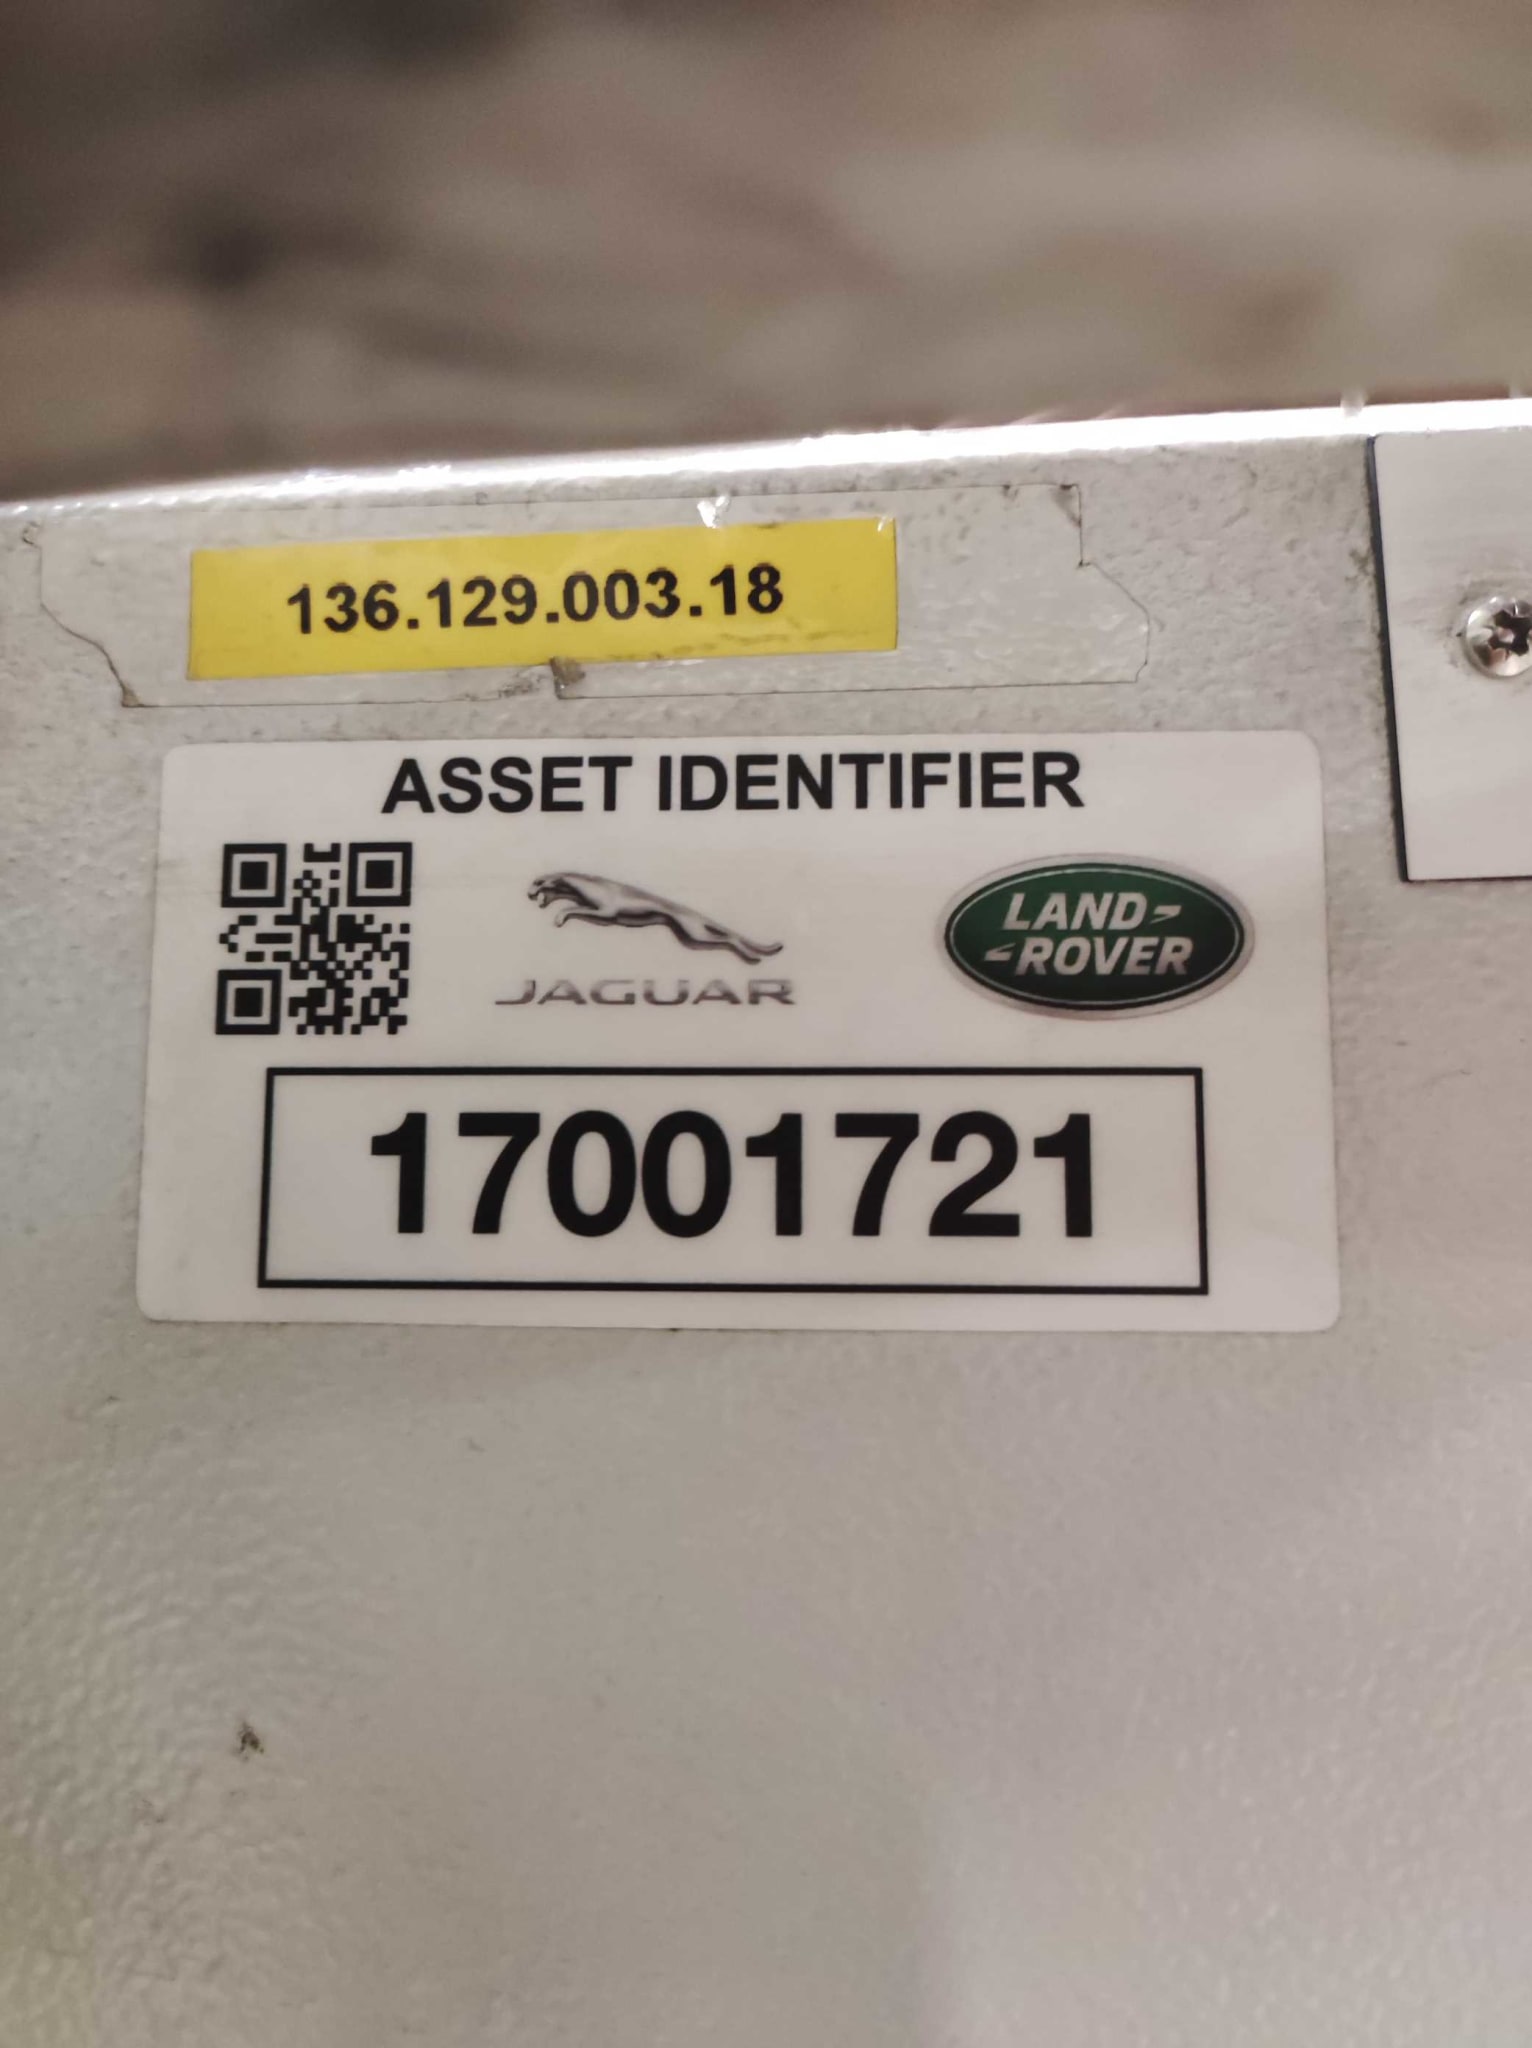 136.129.003.18
ASSET IDENTIFIER
JAGUAR
LAND-
-ROVER
17001721